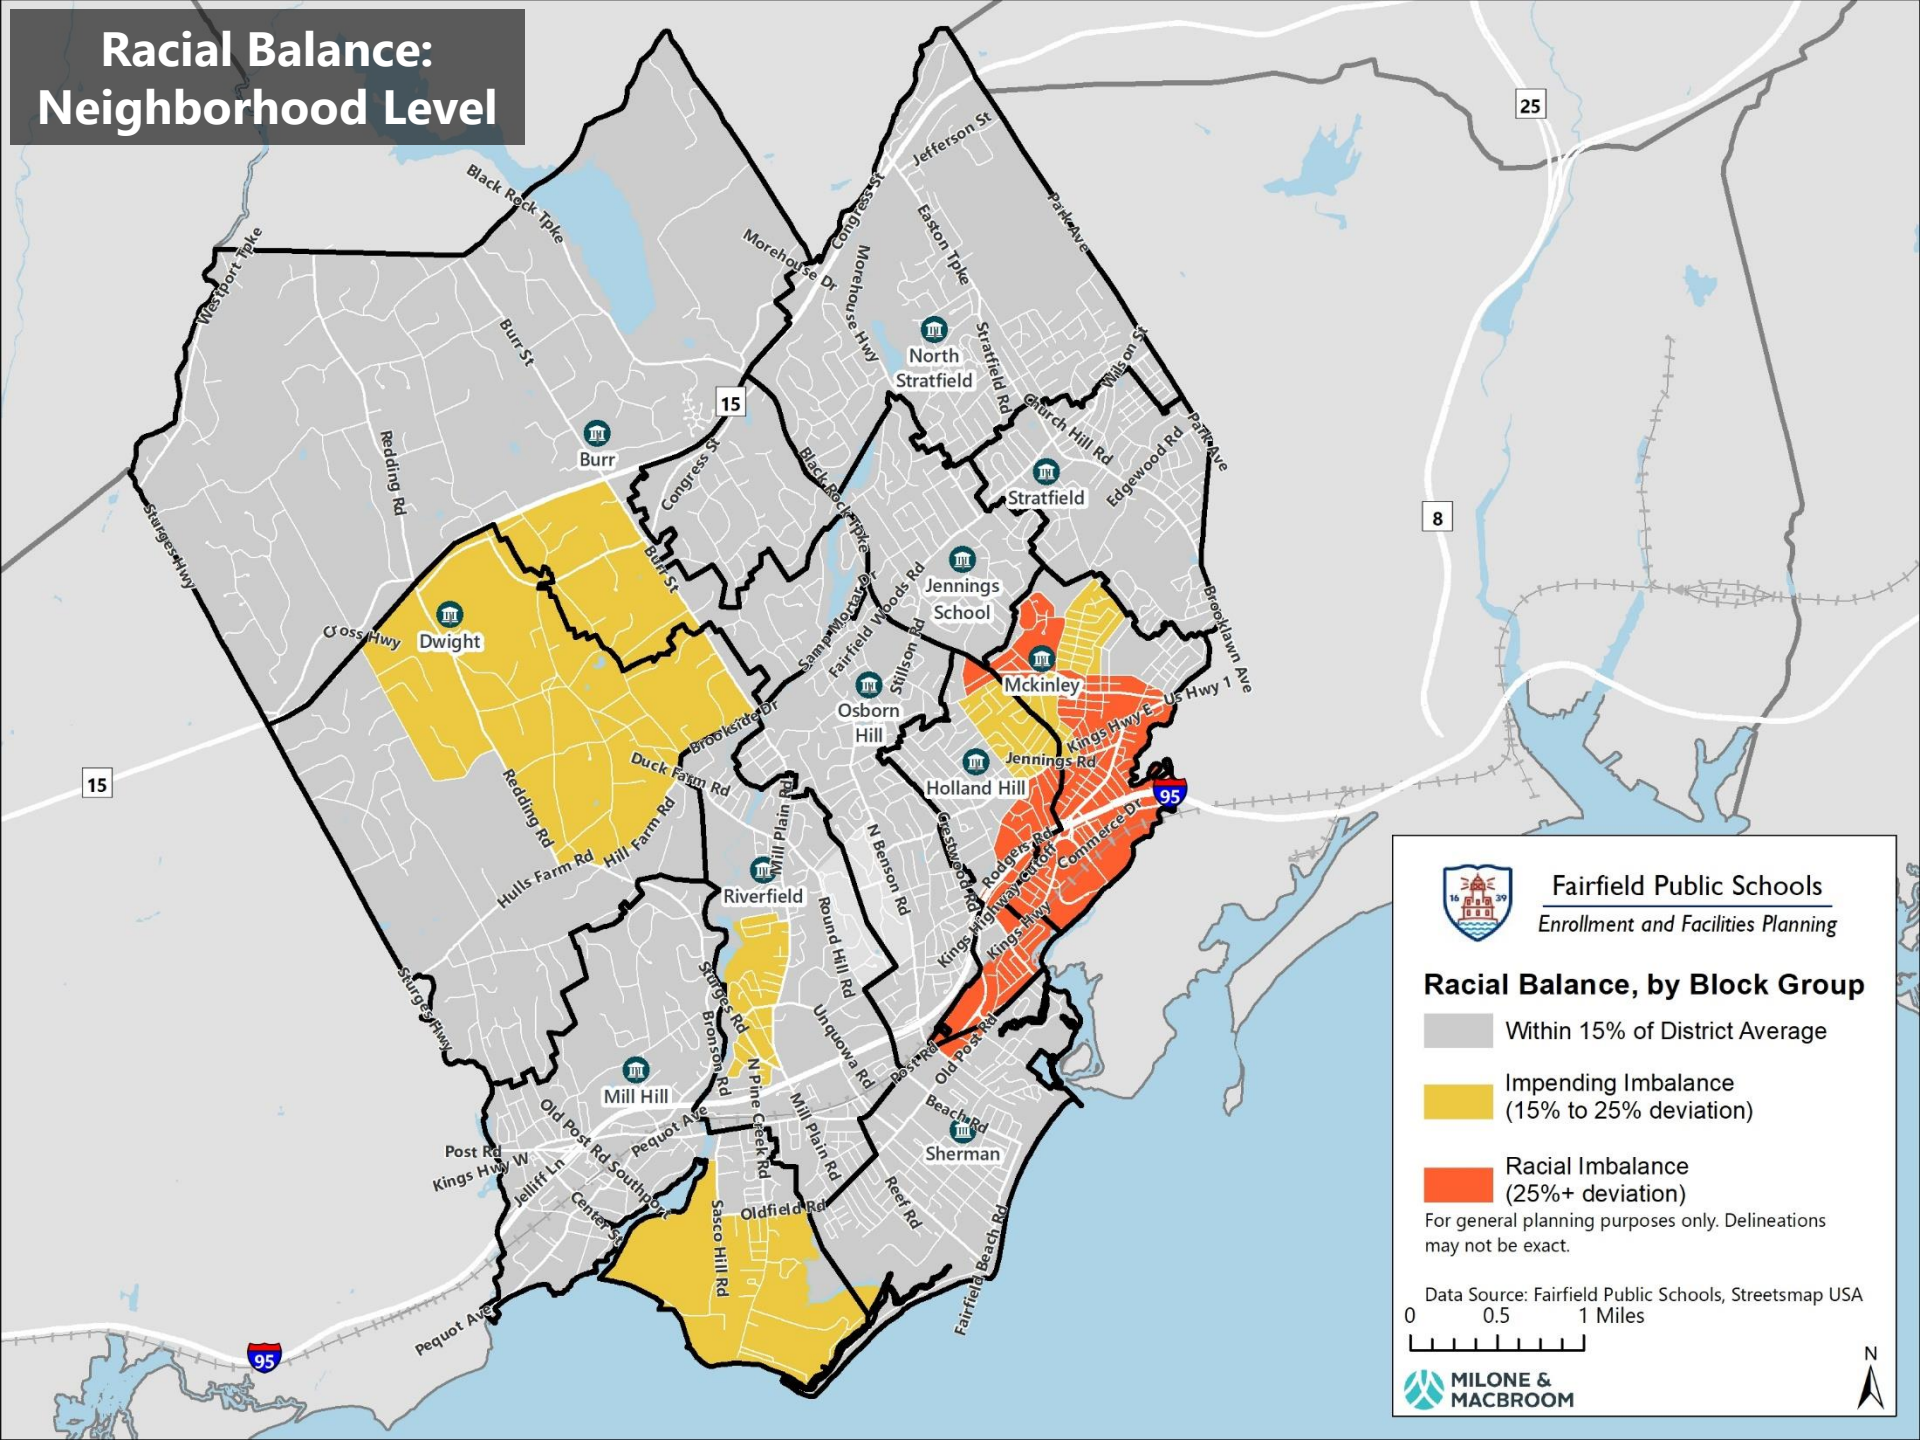 Racial Balance:
Neighborhood Level
Black Rock Tpke
Westport Tpke
Morehouse Dr
Congress St
Jefferson St
Park Ave
Easton Tpke
Morehouse Hwy
Stratfield Rd
Wilson St
25
Burr St
North
Stratfield
15
Church Hill Rd
Park Ave
Edgewood Rd
Burr
Redding Rd
Congress St
Black Rock Tpke
Stratfield
8
Sturges Hwy
Burr St
Jennings
School
Samp Mortar Dr
Fairfield Woods Rd
Stillson Rd
Brooklawn Ave
Cross Hwy
Dwight
Mckinley
Us Hwy 1
Kings Hwy E
Osborn
Hill
Brookside Dr
Duck Farm Rd
Jennings Rd
Holland Hill
15
95
Redding Rd
Hill Farm Rd
Hulls Farm Rd
Mill Plain Rd
N Benson Rd
Crestwood Rd
Rodgers Rd
Commerce Dr
Kings Highway Cutoff
Kings Hwy
Riverfield
Round Hill Rd
Sturges Hwy
Sturges Rd
Bronson Rd
Unquowa Rd
Post Rd
Old Post Rd
N Pine Creek Rd
Mill Hill
Mill Plain Rd
Beach Rd
Sherman
Old Post Rd
Pequot Ave
Southport
Post Rd
Kings Hwy W
Jelliff Ln
Center St
Sasco Hill Rd
Oldfield Rd
Reef Rd
Fairfield Beach Rd
Pequot Ave
95
16 39
Fairfield Public Schools
Enrollment and Facilities Planning
Racial Balance, by Block Group
Within 15% of District Average
Impending Imbalance
(15% to 25% deviation)
Racial Imbalance
(25%+ deviation)
For general planning purposes only. Delineations
may not be exact.
Data Source: Fairfield Public Schools, Streetsmap USA
0 0.5 1 Miles
N
MILONE &
MACBROOM